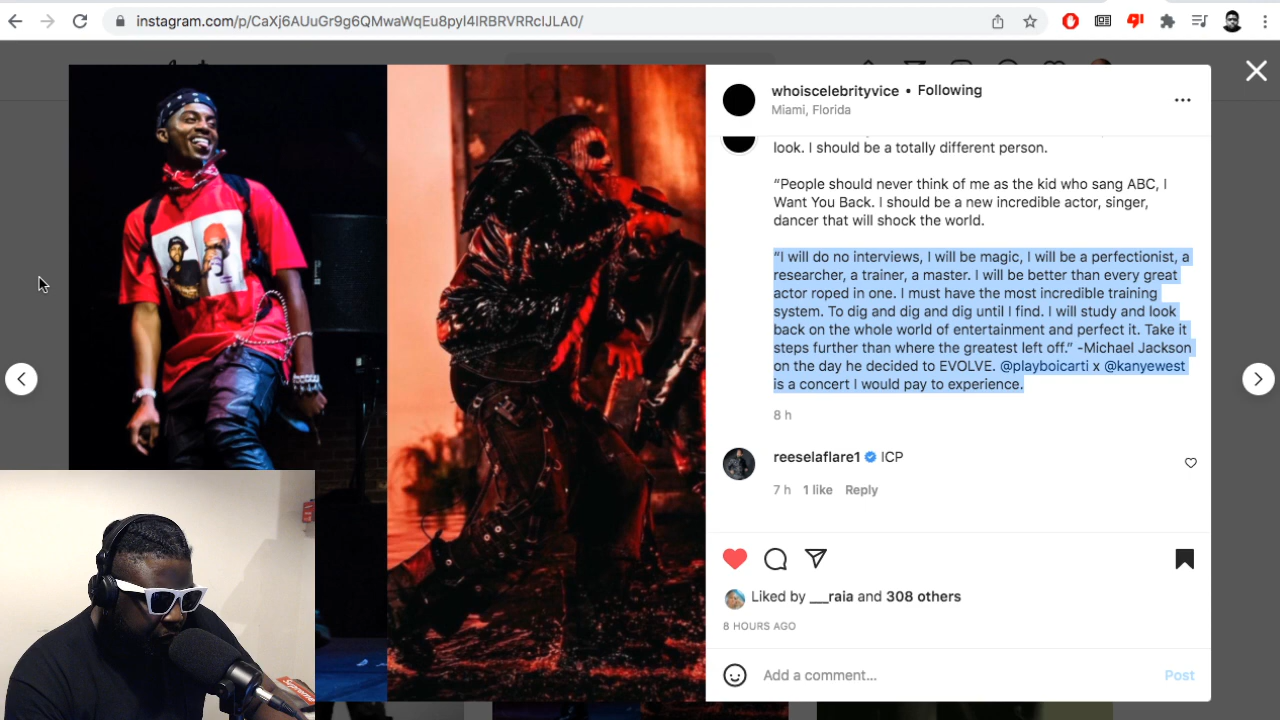 instagram.com/p/CaXj6AUuGr9g6QMwaWqEu8pyI4IRBRVRRcIJLA0/
whoiscelebrityvice • Following
Miami, Florida
look. I should be a totally different person.
“People should never think of me as the kid who sang ABC, I
Want You Back. I should be a new incredible actor, singer,
dancer that will shock the world.
“I will do no interviews, I will be magic, I will be a perfectionist, a
researcher, a trainer, a master. I will be better than every great
actor roped in one. I must have the most incredible training
system. To dig and dig and dig until I find. I will study and look
back on the whole world of entertainment and perfect it. Take it
steps further than where the greatest left off.” -Michael Jackson
on the day he decided to EVOLVE. @playboicarti x @kanyewest
is a concert I would pay to experience.
8 h
reeselaflare1 ICP
7 h 1 like Reply
Liked by ___raia and 308 others
8 HOURS AGO
Add a comment... Post
Supreme